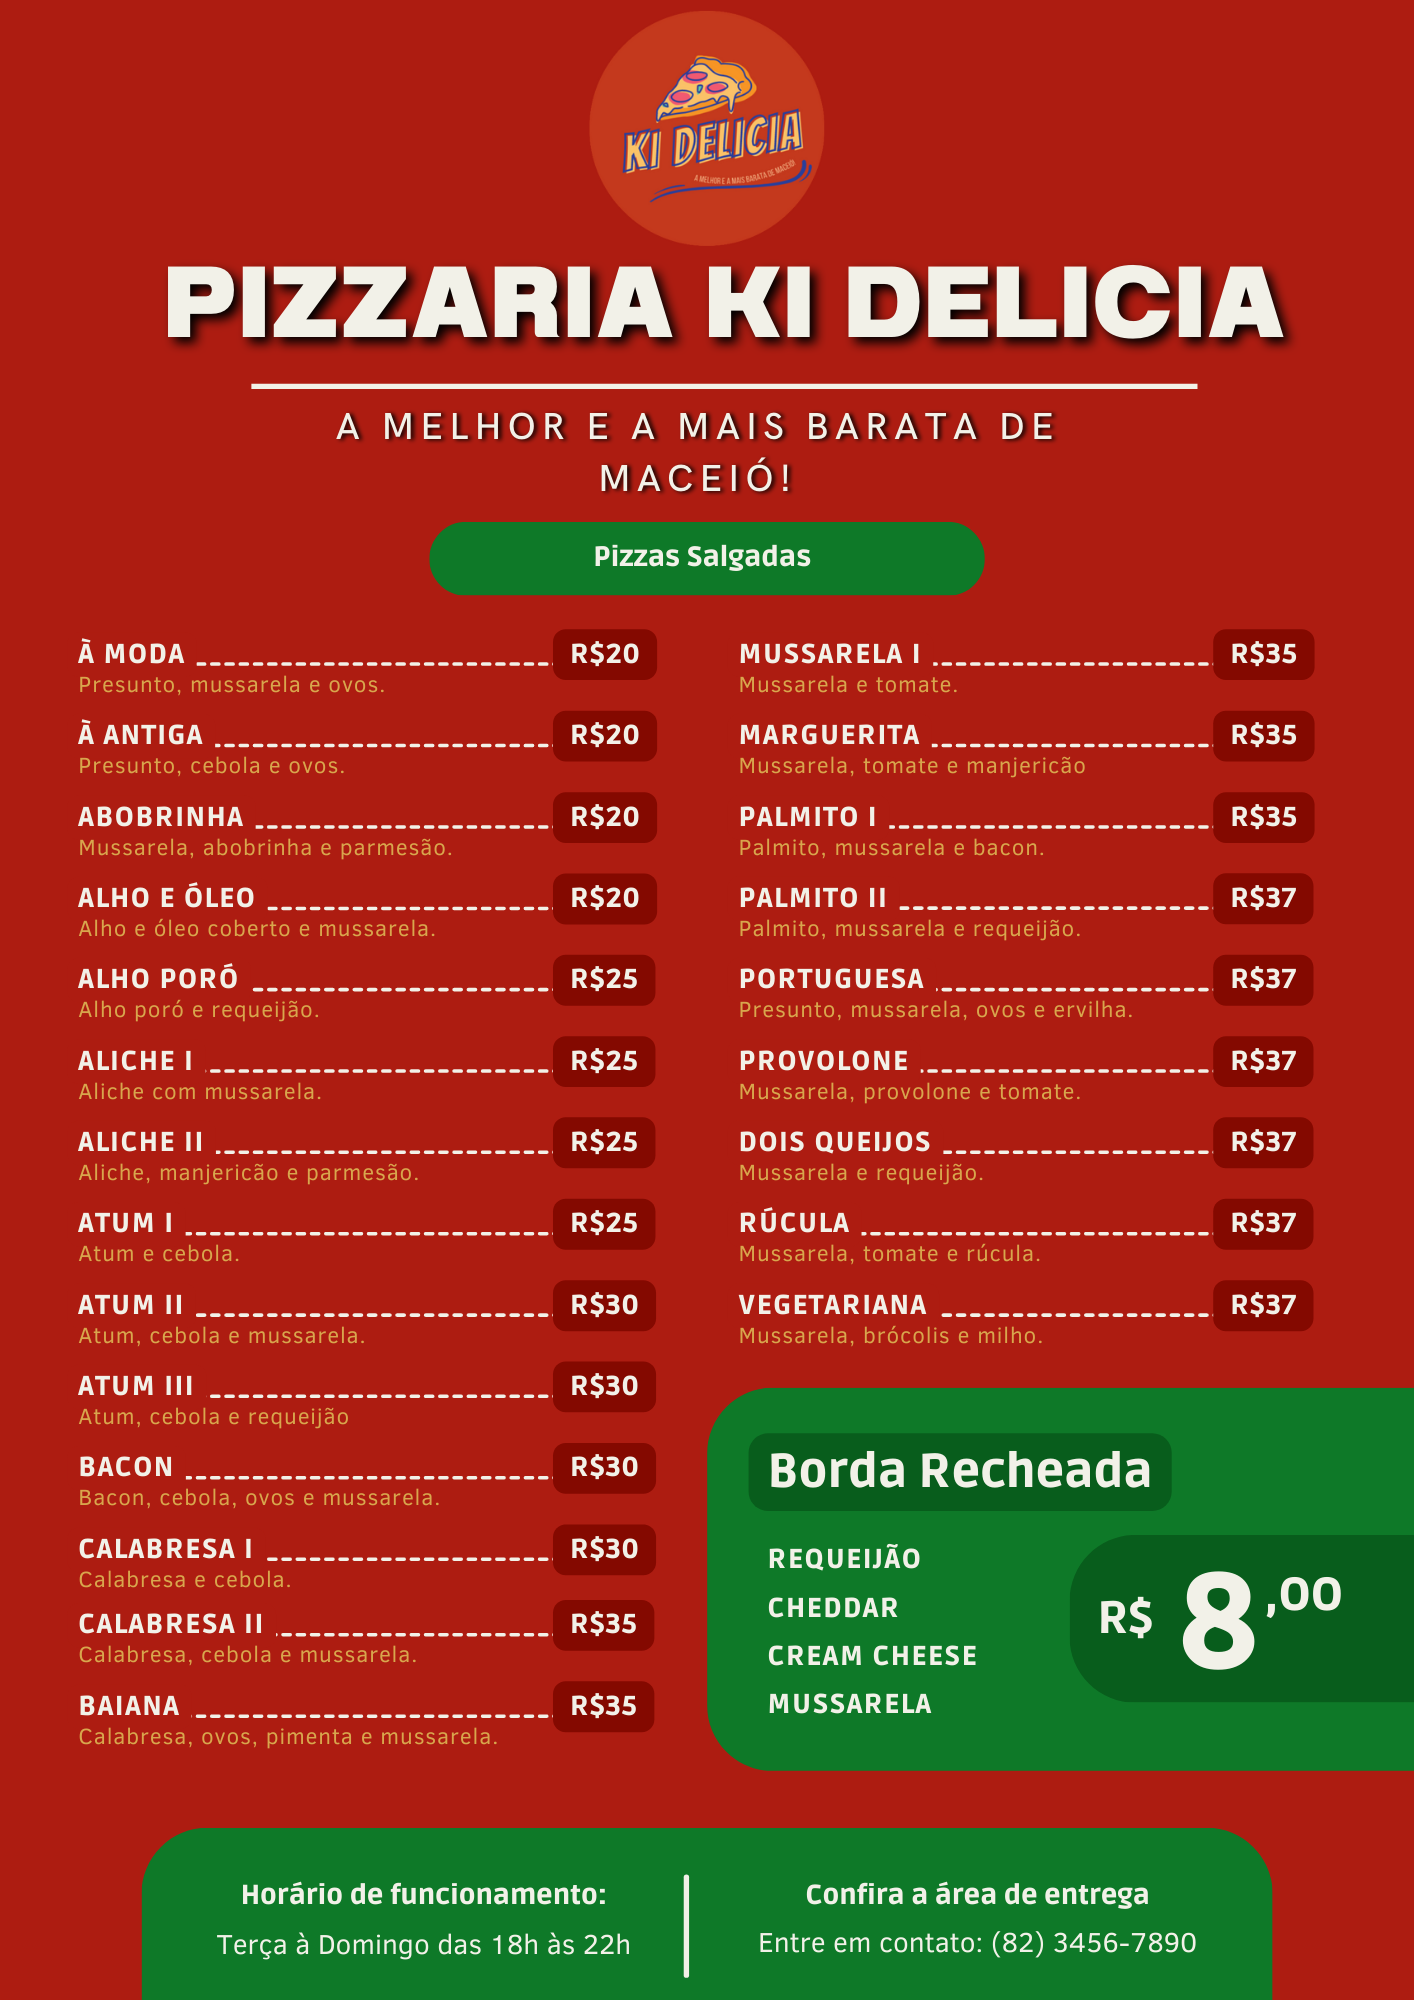 KI DELICIA
A MELHOR E A MAIS BARATA DE MACEIÓ!
PIZZARIA KI DELICIA
A MELHOR E A MAIS BARATA DE
MACEIÓ!
Pizzas Salgadas
À MODA R$20
Presunto, mussarela e ovos.
À ANTIGA R$20
Presunto, cebola e ovos.
ABOBRINHA R$20
Mussarela, abobrinha e parmesão.
ALHO E ÓLEO R$20
Alho e óleo coberto e mussarela.
ALHO PORÓ R$25
Alho poró e requeijão.
ALICHE I R$25
Aliche com mussarela.
ALICHE II R$25
Aliche, manjericão e parmesão.
ATUM I R$25
Atum e cebola.
ATUM II R$30
Atum, cebola e mussarela.
ATUM III R$30
Atum, cebola e requeijão
BACON R$30
Bacon, cebola, ovos e mussarela.
CALABRESA I R$30
Calabresa e cebola.
CALABRESA II R$35
Calabresa, cebola e mussarela.
BAIANA R$35
Calabresa, ovos, pimenta e mussarela.
MUSSARELA I R$35
Mussarela e tomate.
MARGUERITA R$35
Mussarela, tomate e manjericão
PALMITO I R$35
Palmito, mussarela e bacon.
PALMITO II R$37
Palmito, mussarela e requeijão.
PORTUGUESA R$37
Presunto, mussarela, ovos e ervilha.
PROVOLONE R$37
Mussarela, provolone e tomate.
DOIS QUEIJOS R$37
Mussarela e requeijão.
RÚCULA R$37
Mussarela, tomate e rúcula.
VEGETARIANA R$37
Mussarela, brócolis e milho.
Borda Recheada
REQUEIJÃO
CHEDDAR
CREAM CHEESE
MUSSARELA
R$ 8,00
Horário de funcionamento:
Terça à Domingo das 18h às 22h
Confira a área de entrega
Entre em contato: (82) 3456-7890